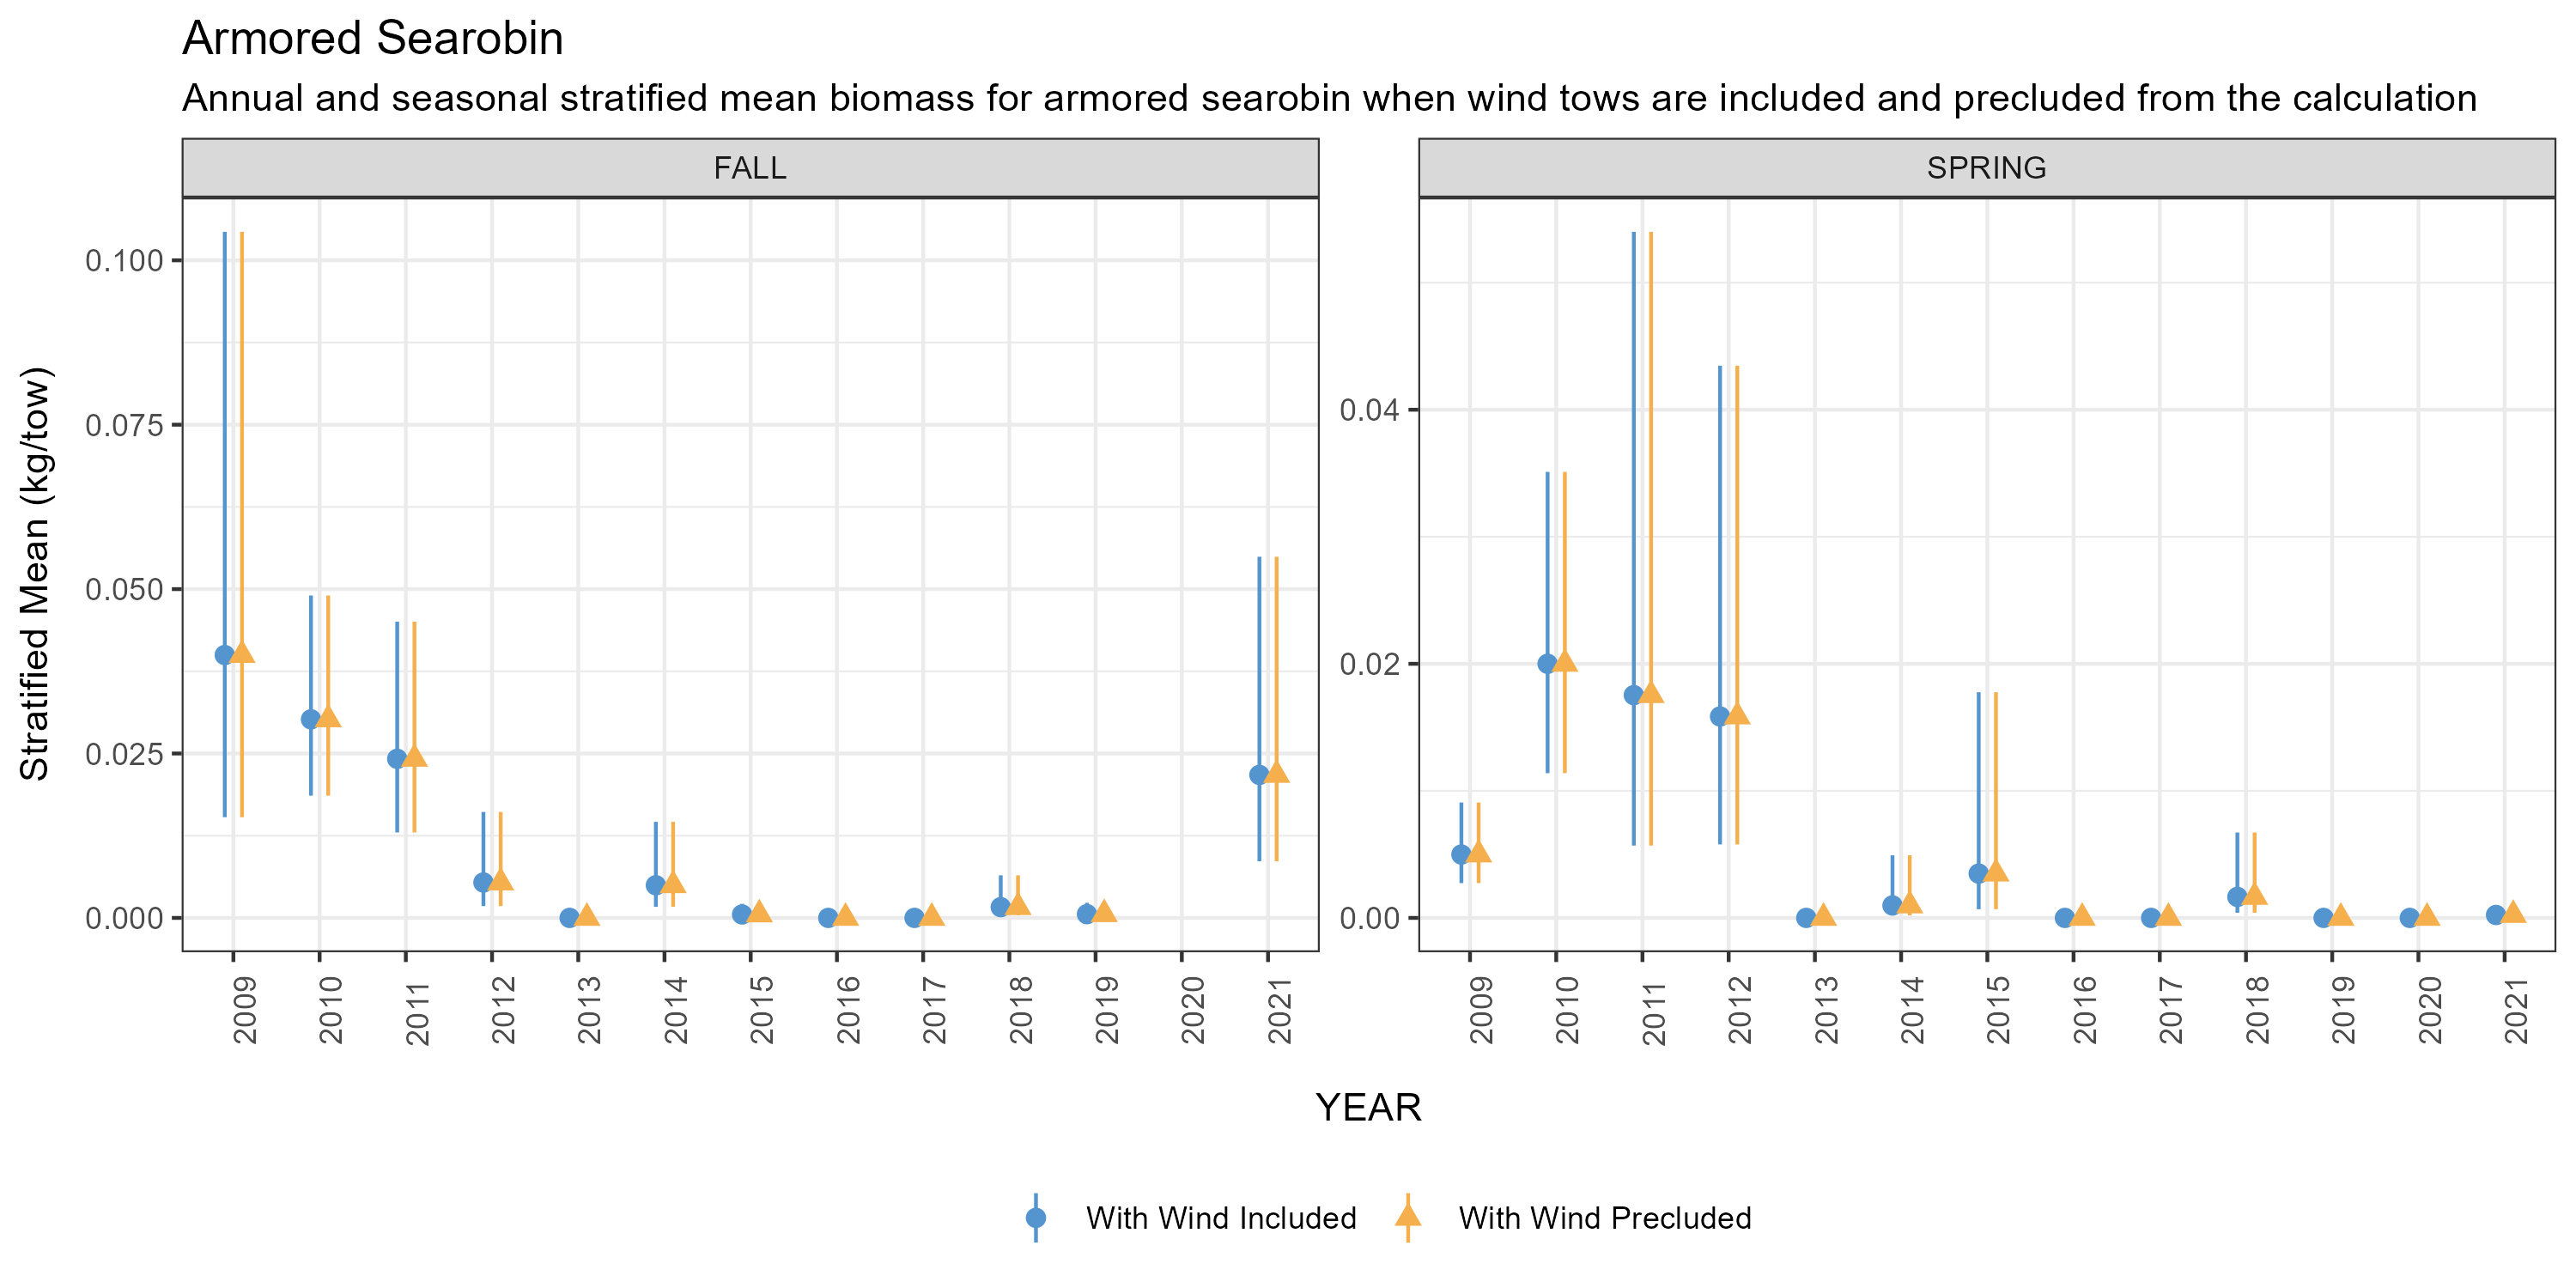 Armored Searobin
Annual and seasonal stratified mean biomass for armored searobin when wind tows are included and precluded from the calculation
FALL
SPRING
Stratified Mean (kg/tow)
0.100
0.075
0.050
0.025
0.000
0.04
0.02
0.00
2009 2010 2011 2012 2013 2014 2015 2016 2017 2018 2019 2020 2021
2009 2010 2011 2012 2013 2014 2015 2016 2017 2018 2019 2020 2021
YEAR
With Wind Included
With Wind Precluded